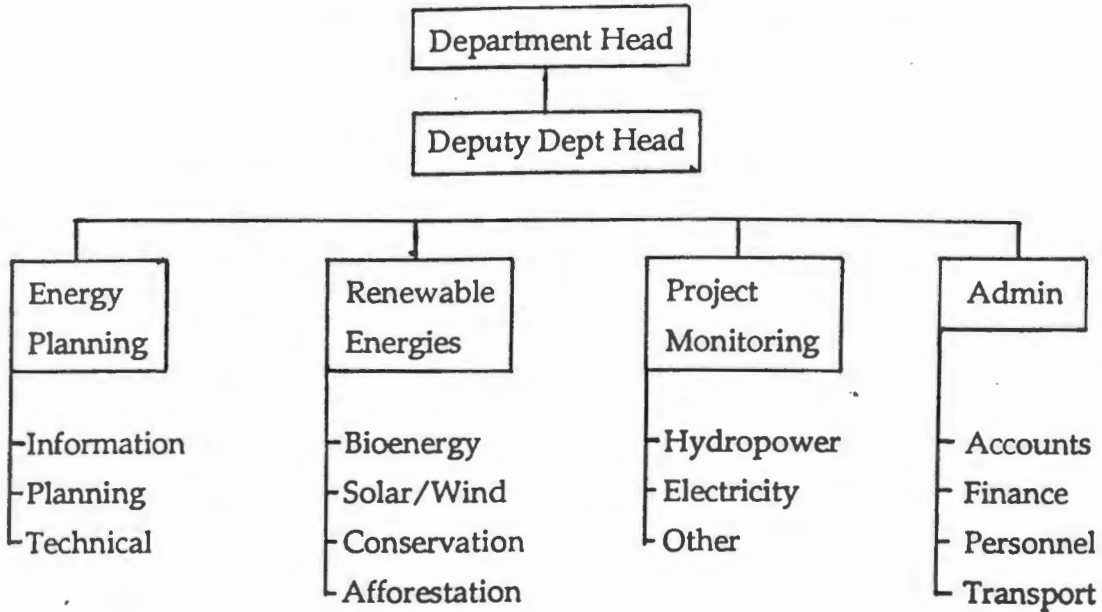 Department Head
Deputy Dept Head
Energy
Planning
Information
Planning
Technical
Renewable
Energies
Bioenergy
Solar/Wind
Conservation
Afforestation
Project
Monitoring
Hydropower
Electricity
Other
Admin
Accounts
Finance
Personnel
Transport